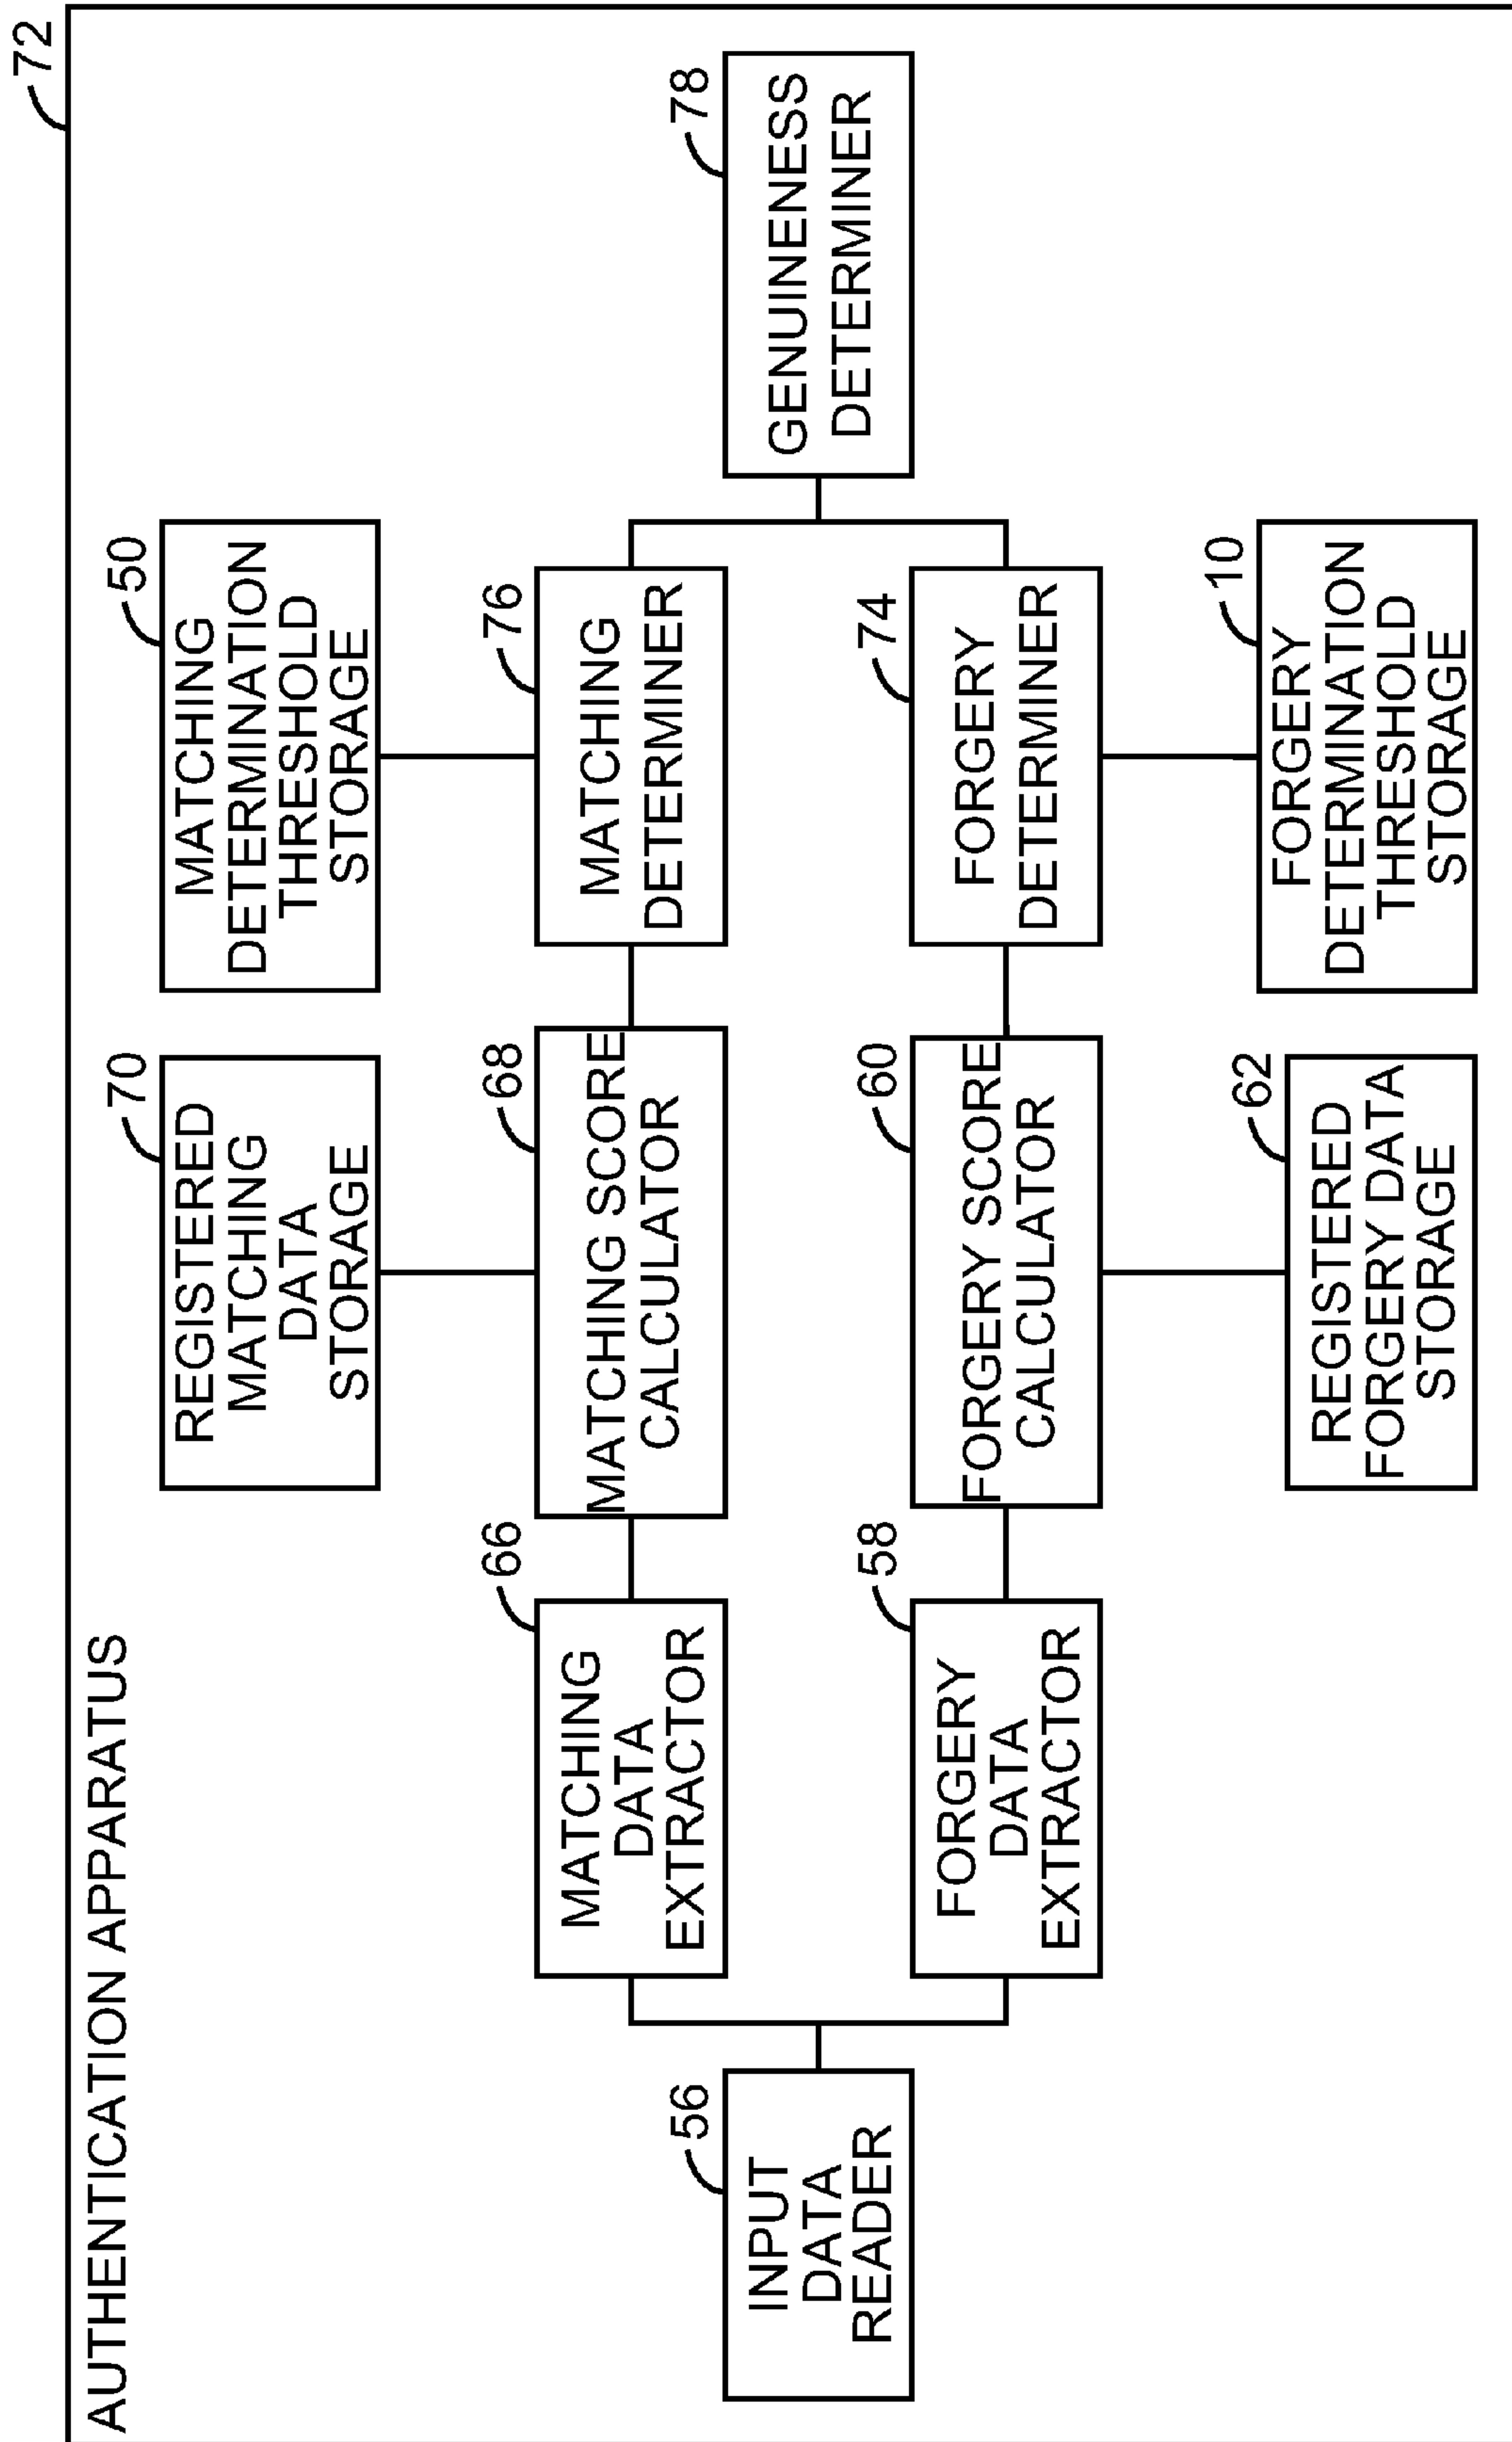 72
AUTHENTICATION APPARATUS
70
REGISTERED
MATCHING
DATA
STORAGE
50
MATCHING
DETERMINATION
THRESHOLD
STORAGE
66
MATCHING
DATA
EXTRACTOR
68
MATCHING SCORE
CALCULATOR
76
MATCHING
DETERMINER
56
INPUT
DATA
READER
78
GENUINENESS
DETERMINER
58
FORGERY
DATA
EXTRACTOR
60
FORGERY SCORE
CALCULATOR
74
FORGERY
DETERMINER
62
REGISTERED
FORGERY DATA
STORAGE
10
FORGERY
DETERMINATION
THRESHOLD
STORAGE